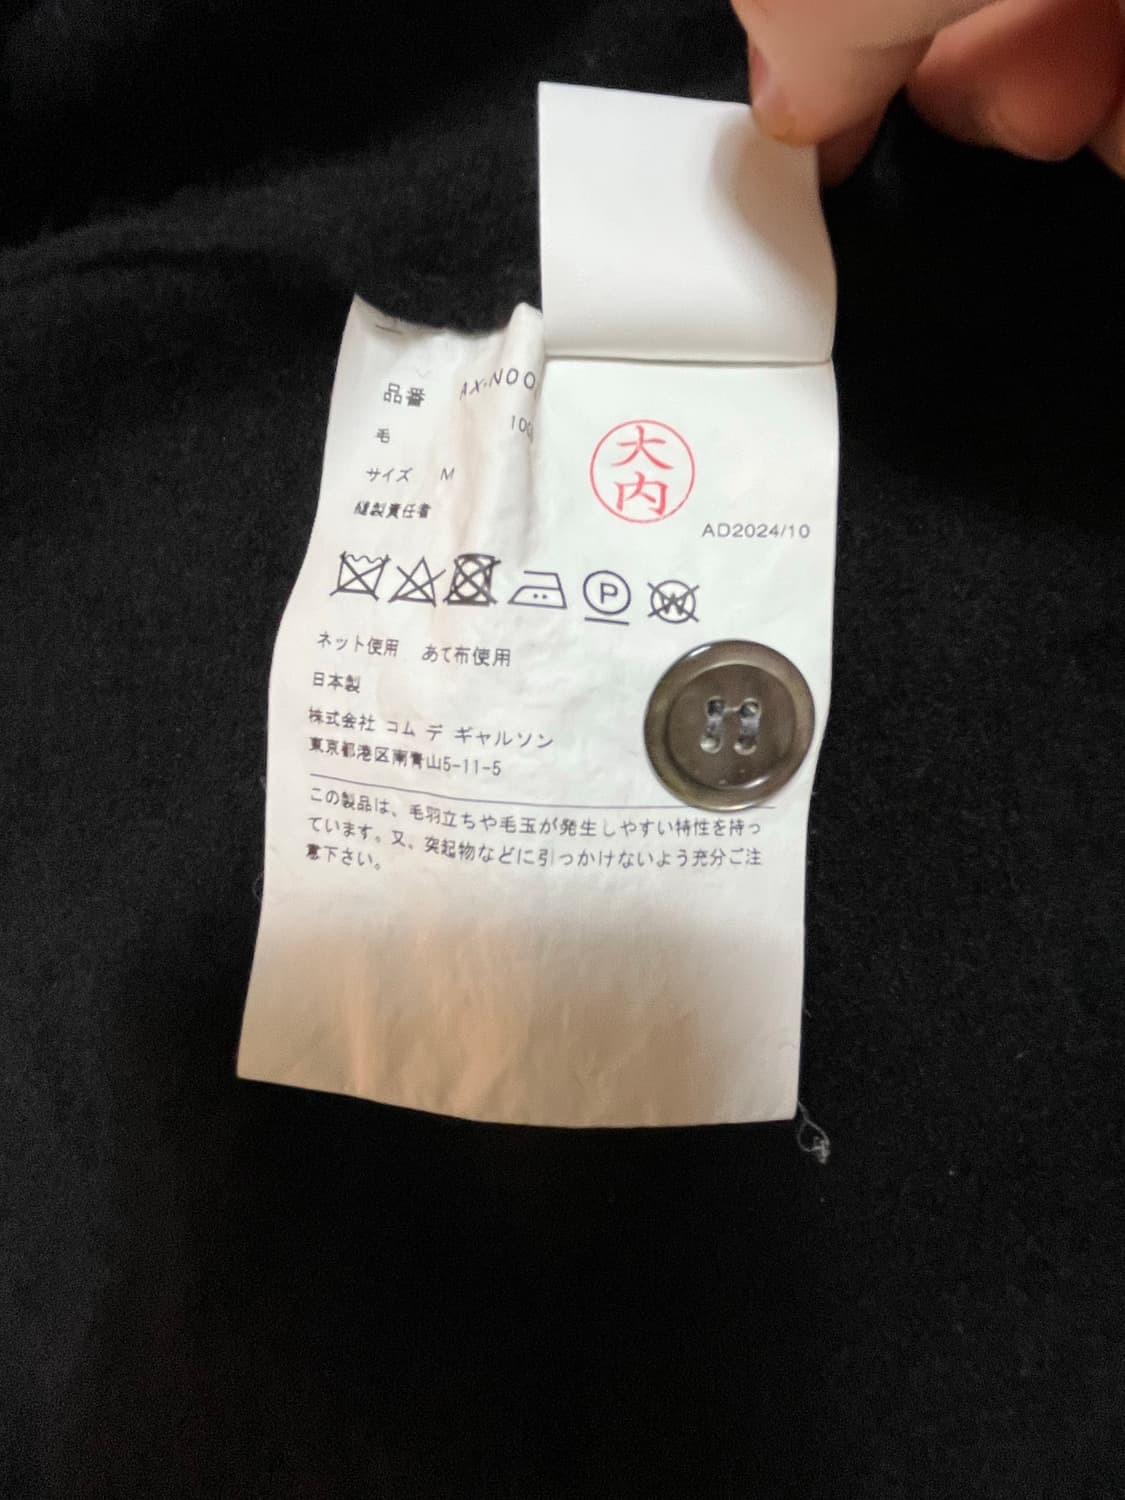 品番 AX-N00
毛 100
サイズ M
縫製責任者
大内
AD2024/10
P
W
ネット使用 あて布使用
日本製
株式会社 コム デ ギャルソン
東京都港区南青山5-11-5
この製品は、毛羽立ちや毛玉が発生しやすい特性を持っ
ています。又、突起物などに引っかけないよう充分ご注
意下さい。